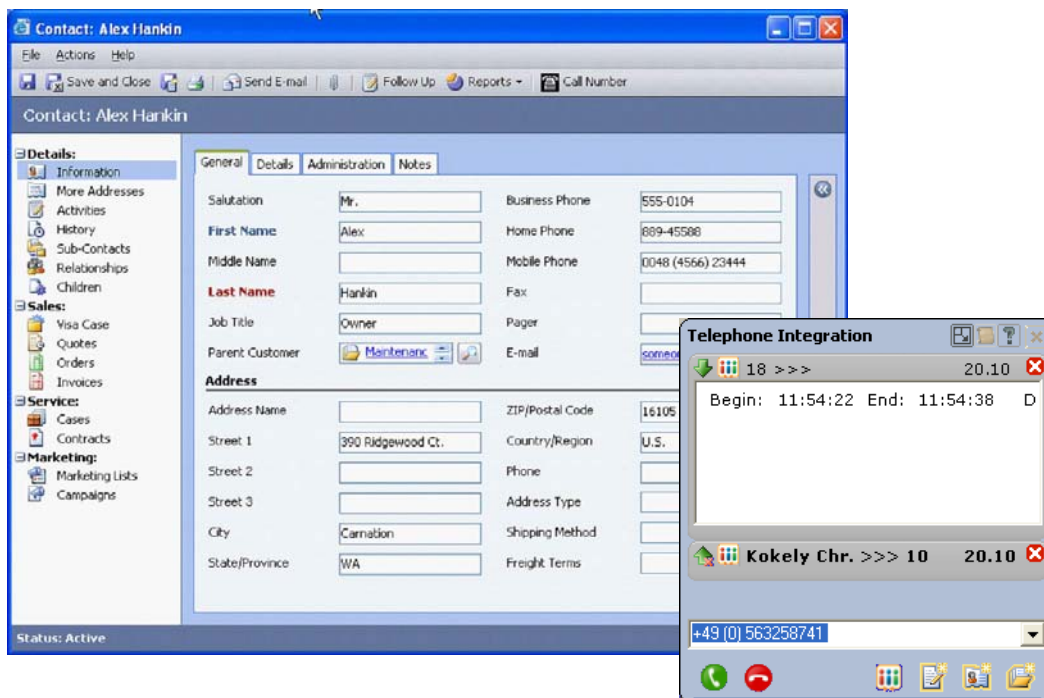 Contact: Alex Hankin
File Actions Help
Save and Close Send E-mail Follow Up Reports Call Number
Contact: Alex Hankin
Details:
Information
More Addresses
Activities
History
Sub-Contacts
Relationships
Children
Sales:
Visa Case
Quotes
Orders
Invoices
Service:
Cases
Contracts
Marketing:
Marketing Lists
Campaigns
General Details Administration Notes
Salutation Mr. Business Phone 555-0104
First Name Alex Home Phone 889-45588
Middle Name Mobile Phone 0048 (4566) 23444
Last Name Hankin Fax
Job Title Owner Pager
Parent Customer Maintenanc E-mail someo
Address
Address Name ZIP/Postal Code 16105
Street 1 390 Ridgewood Ct. Country/Region U.S.
Street 2 Phone
Street 3 Address Type
City Carnation Shipping Method
State/Province WA Freight Terms
Status: Active
Telephone Integration
18 >>> 20.10
Begin: 11:54:22 End: 11:54:38 D
Kokely Chr. >>> 10 20.10
+49 (0) 563258741